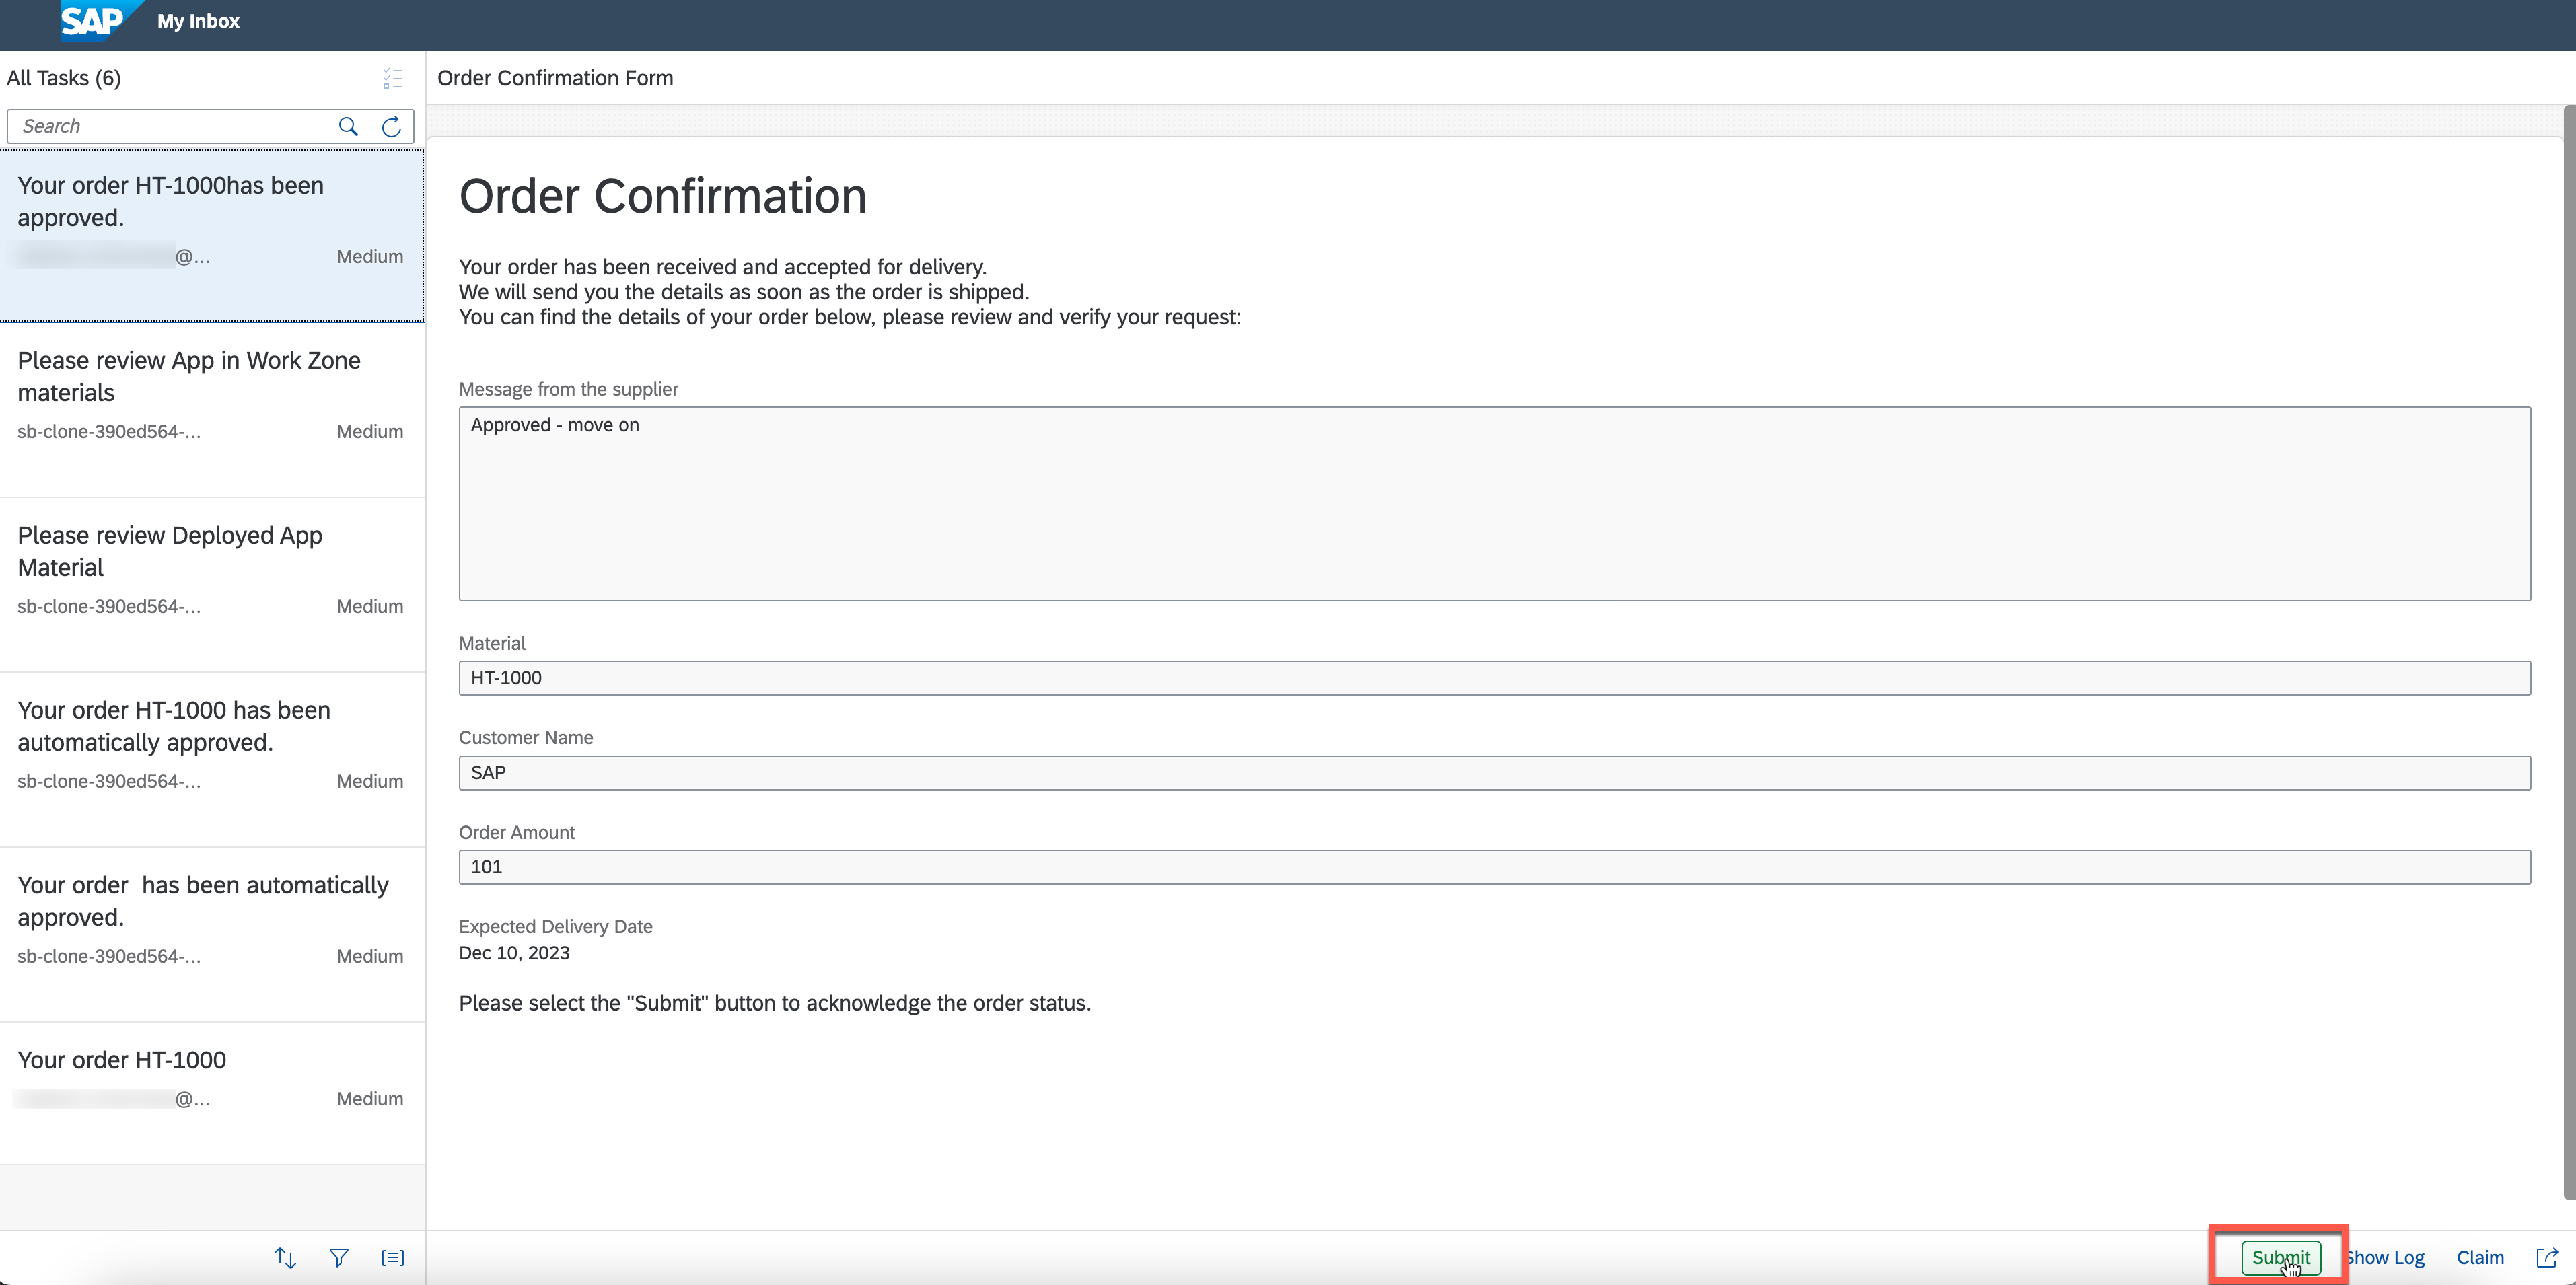 SAP My Inbox
All Tasks (6)
Search
Your order HT-1000has been
approved.
@... Medium
Please review App in Work Zone
materials
sb-clone-390ed564-... Medium
Please review Deployed App
Material
sb-clone-390ed564-... Medium
Your order HT-1000 has been
automatically approved.
sb-clone-390ed564-... Medium
Your order  has been automatically
approved.
sb-clone-390ed564-... Medium
Your order HT-1000
@... Medium
Order Confirmation Form
Order Confirmation
Your order has been received and accepted for delivery.
We will send you the details as soon as the order is shipped.
You can find the details of your order below, please review and verify your request:
Message from the supplier
Approved - move on
Material
HT-1000
Customer Name
SAP
Order Amount
101
Expected Delivery Date
Dec 10, 2023
Please select the "Submit" button to acknowledge the order status.
Submit Show Log Claim